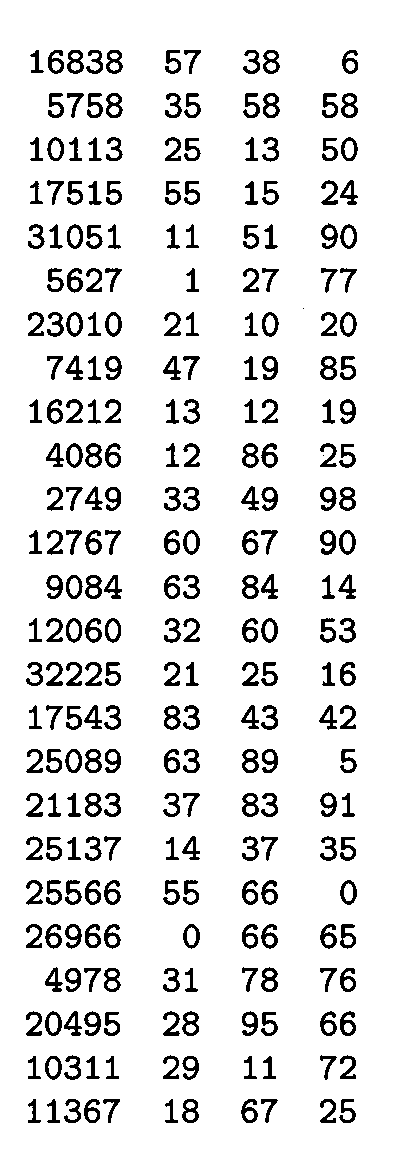 16838 57 38 6
5758 35 58 58
10113 25 13 50
17515 55 15 24
31051 11 51 90
5627 1 27 77
23010 21 10 20
7419 47 19 85
16212 13 12 19
4086 12 86 25
2749 33 49 98
12767 60 67 90
9084 63 84 14
12060 32 60 53
32225 21 25 16
17543 83 43 42
25089 63 89 5
21183 37 83 91
25137 14 37 35
25566 55 66 0
26966 0 66 65
4978 31 78 76
20495 28 95 66
10311 29 11 72
11367 18 67 25